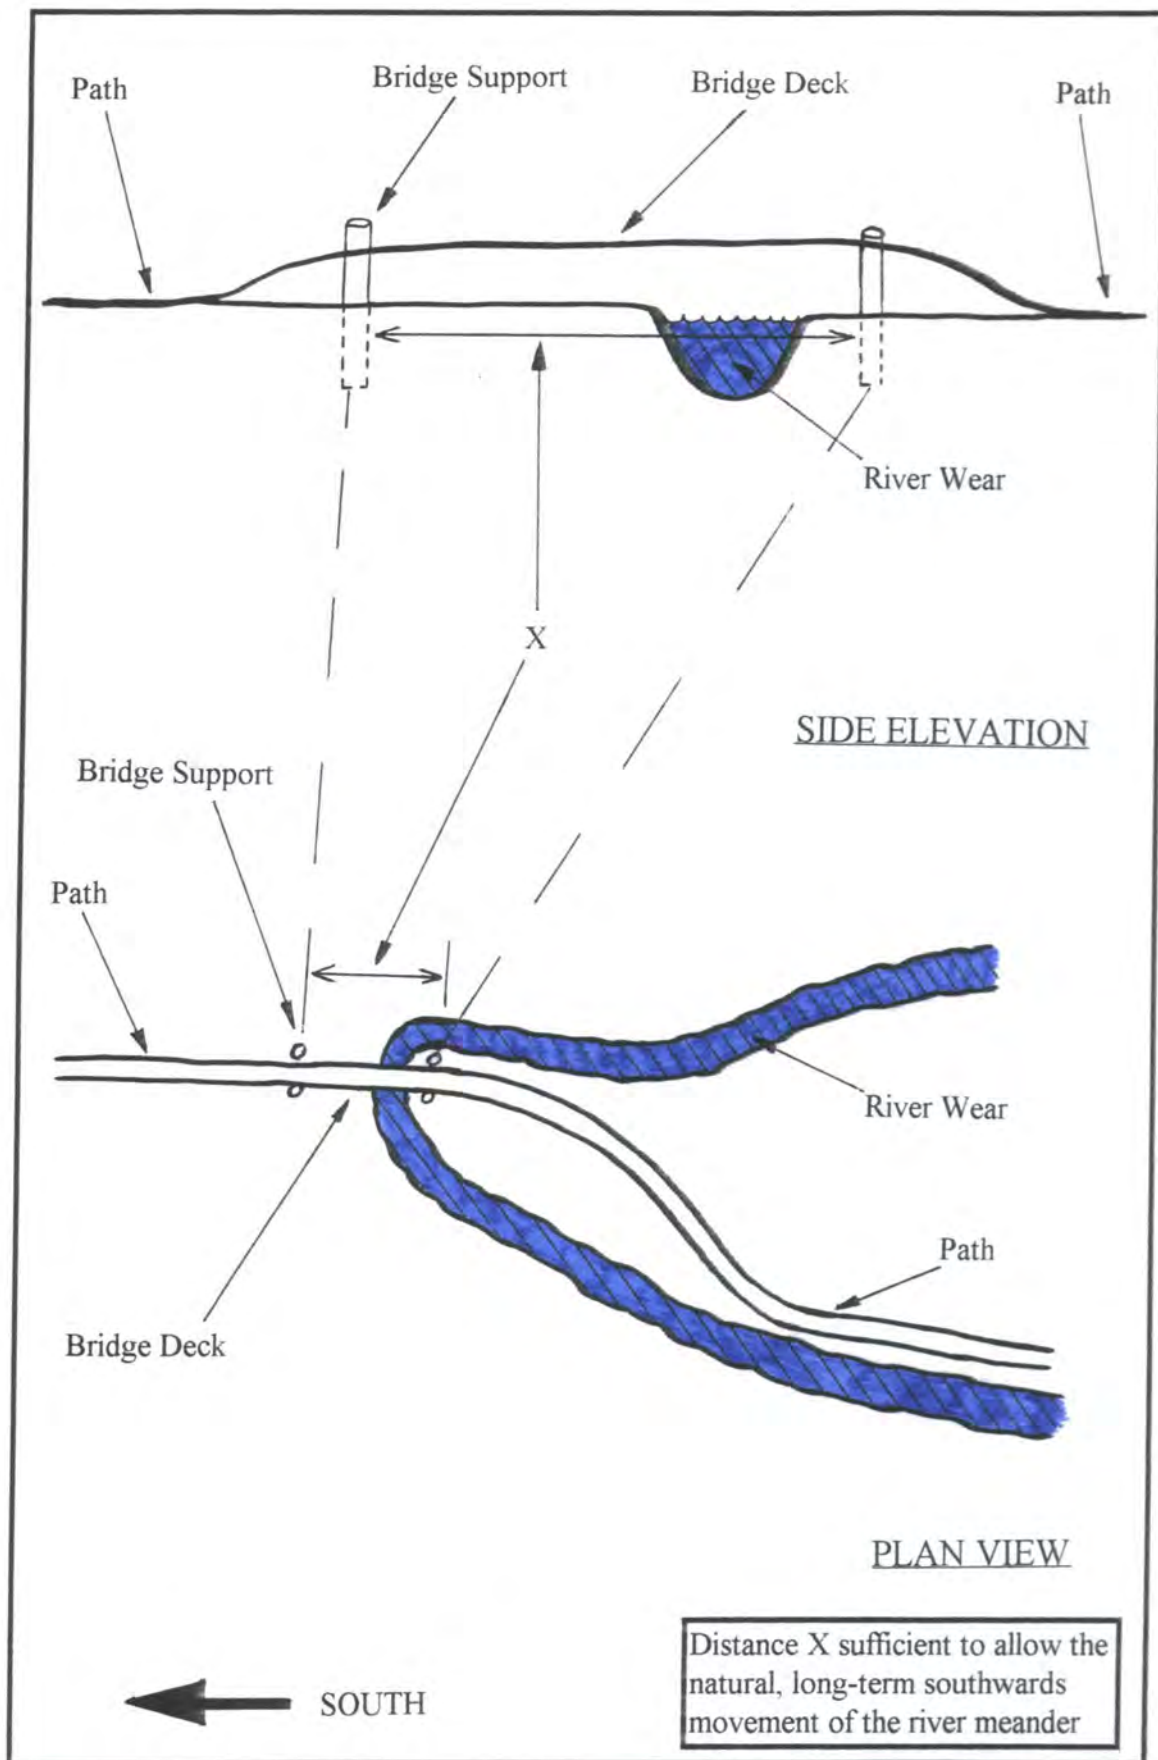 Path
Bridge Support
Bridge Deck
Path
River Wear
X
SIDE ELEVATION
Bridge Support
Path
River Wear
Path
Bridge Deck
PLAN VIEW
SOUTH
Distance X sufficient to allow the
natural, long-term southwards
movement of the river meander